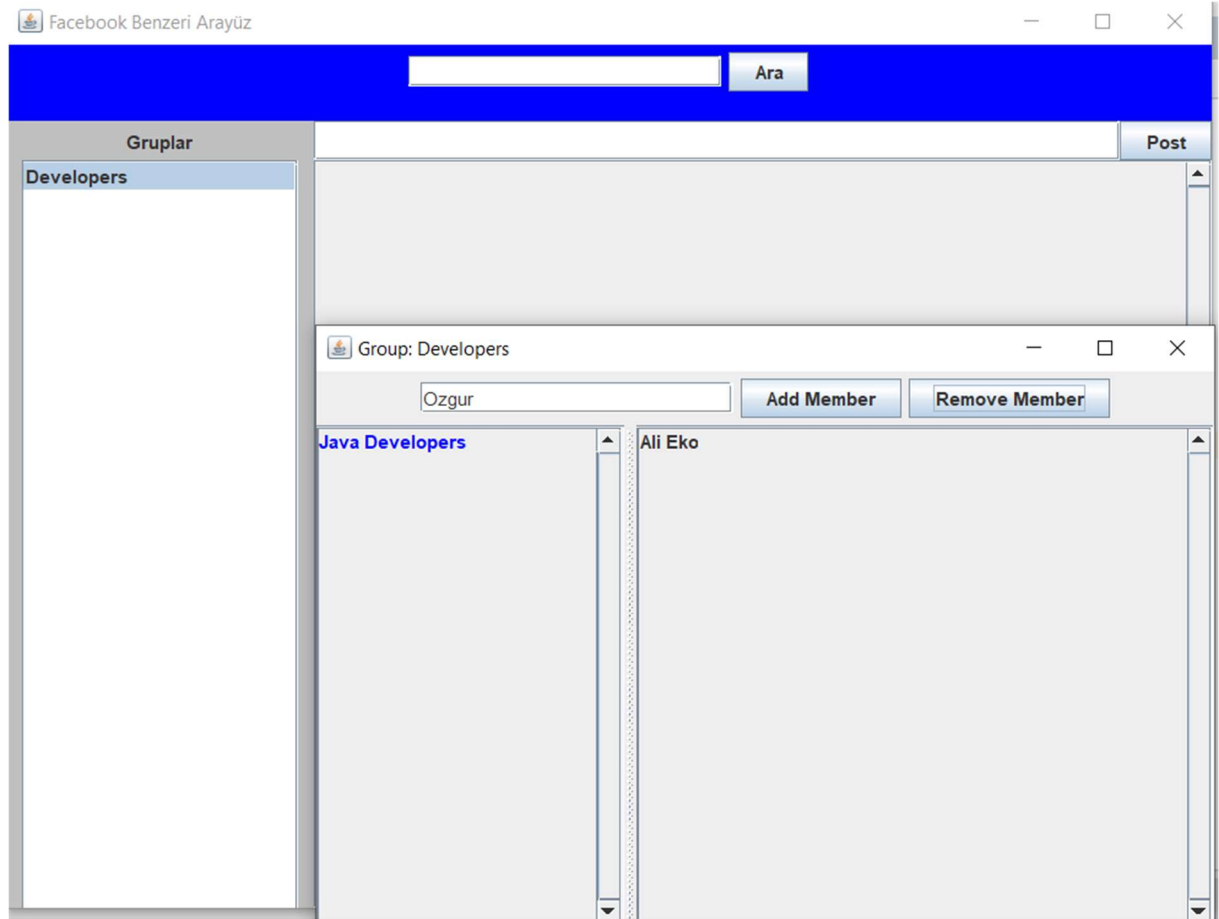 Facebook Benzeri Arayüz
Ara
Gruplar
Post
Developers
Group: Developers
Ozgur
Add Member
Remove Member
Java Developers
Ali Eko